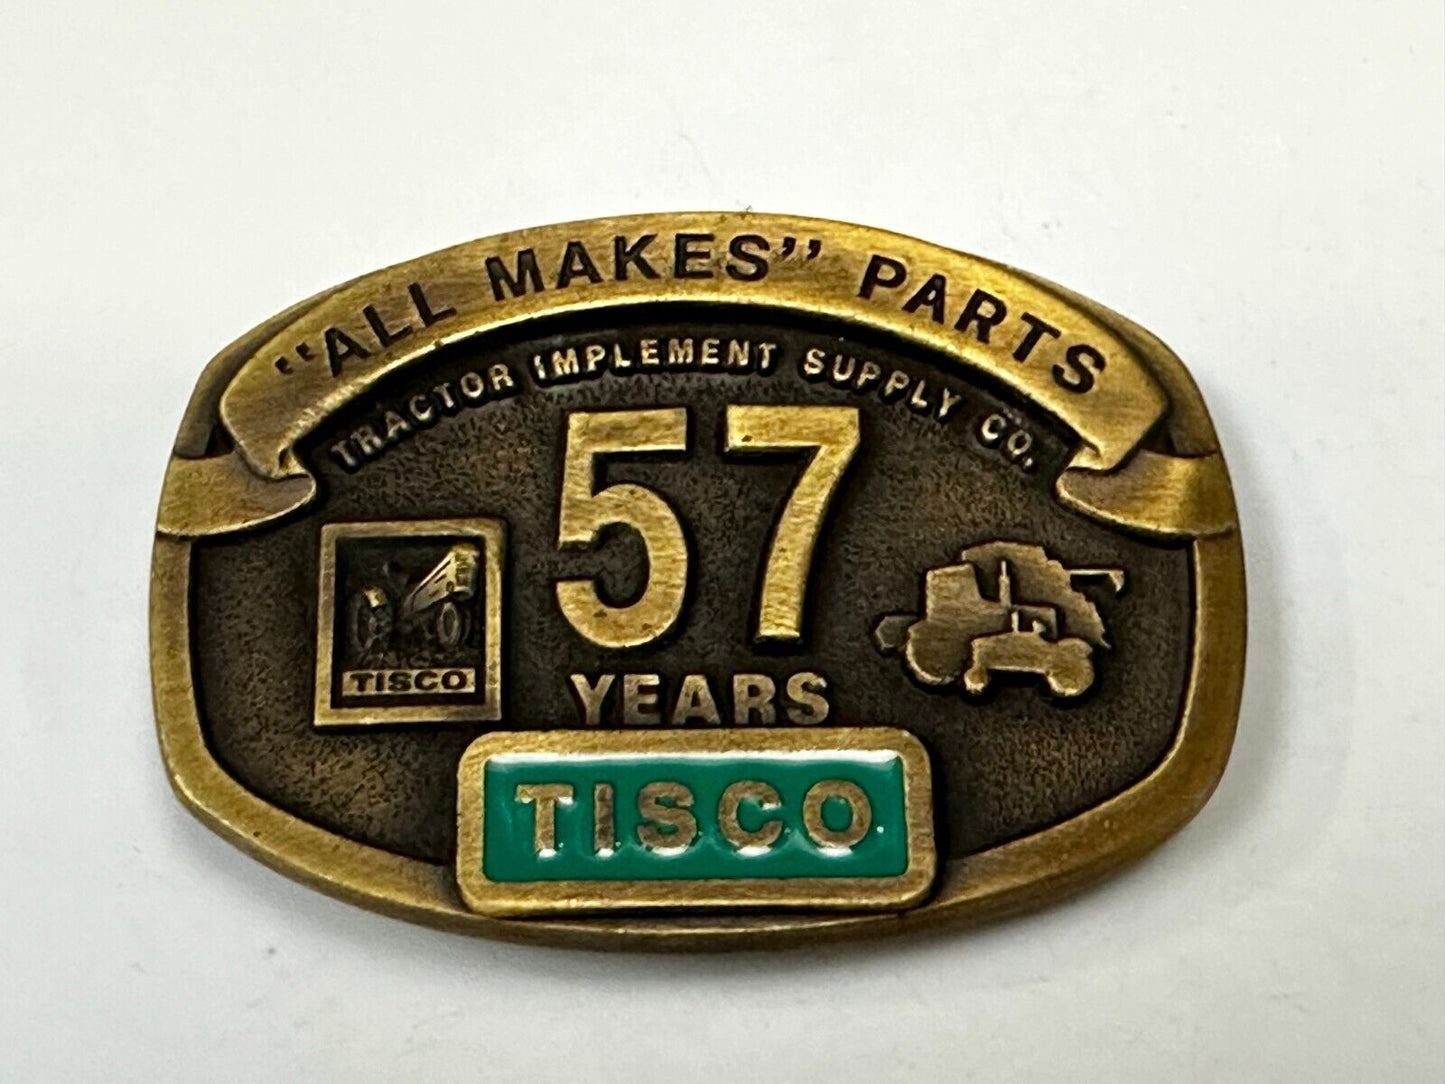 "ALL MAKES" PARTS
TRACTOR IMPLEMENT SUPPLY CO.
57
YEARS
TISCO
TISCO